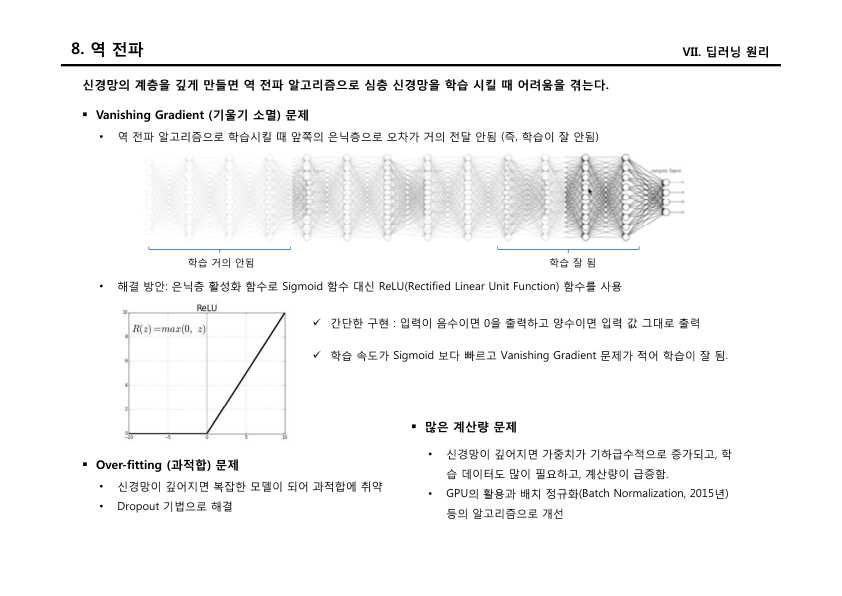 8. 역 전파
VII. 딥러닝 원리
신경망의 계층을 깊게 만들면 역 전파 알고리즘으로 심층 신경망을 학습 시킬 때 어려움을 겪는다.
▪ Vanishing Gradient (기울기 소멸) 문제
• 역 전파 알고리즘으로 학습시킬 때 앞쪽의 은닉층으로 오차가 거의 전달 안됨 (즉, 학습이 잘 안됨)
output layer
학습 거의 안됨
학습 잘 됨
• 해결 방안: 은닉층 활성화 함수로 Sigmoid 함수 대신 ReLU(Rectified Linear Unit Function) 함수를 사용
ReLU
R(z)=max(0, z)
10
8
6
4
2
0
-10 -5 0 5 10
✓ 간단한 구현 : 입력이 음수이면 0을 출력하고 양수이면 입력 값 그대로 출력
✓ 학습 속도가 Sigmoid 보다 빠르고 Vanishing Gradient 문제가 적어 학습이 잘 됨.
▪ Over-fitting (과적합) 문제
• 신경망이 깊어지면 복잡한 모델이 되어 과적합에 취약
• Dropout 기법으로 해결
▪ 많은 계산량 문제
• 신경망이 깊어지면 가중치가 기하급수적으로 증가되고, 학
습 데이터도 많이 필요하고, 계산량이 급증함.
• GPU의 활용과 배치 정규화(Batch Normalization, 2015년)
등의 알고리즘으로 개선